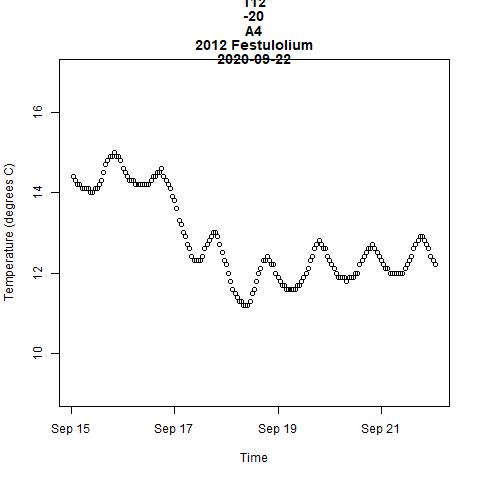 T12
-20
A4
2012 Festulolium
2020-09-22
Temperature (degrees C)
16
14
12
10
Sep 15 Sep 17 Sep 19 Sep 21
Time